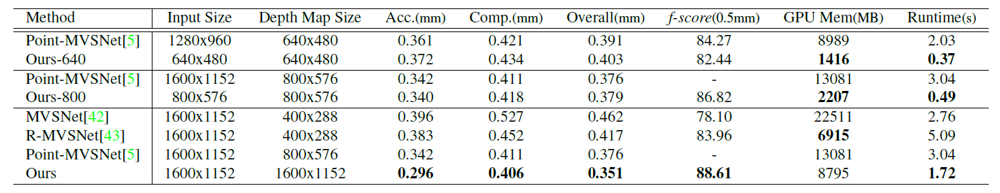 Method Input Size Depth Map Size Acc.(mm) Comp.(mm) Overall(mm) f-score(0.5mm) GPU Mem(MB) Runtime(s)
Point-MVSNet[5] 1280x960 640x480 0.361 0.421 0.391 84.27 8989 2.03
Ours-640 640x480 640x480 0.372 0.434 0.403 82.44 1416 0.37
Point-MVSNet[5] 1600x1152 800x576 0.342 0.411 0.376 - 13081 3.04
Ours-800 800x576 800x576 0.340 0.418 0.379 86.82 2207 0.49
MVSNet[42] 1600x1152 400x288 0.396 0.527 0.462 78.10 22511 2.76
R-MVSNet[43] 1600x1152 400x288 0.383 0.452 0.417 83.96 6915 5.09
Point-MVSNet[5] 1600x1152 800x576 0.342 0.411 0.376 - 13081 3.04
Ours 1600x1152 1600x1152 0.296 0.406 0.351 88.61 8795 1.72